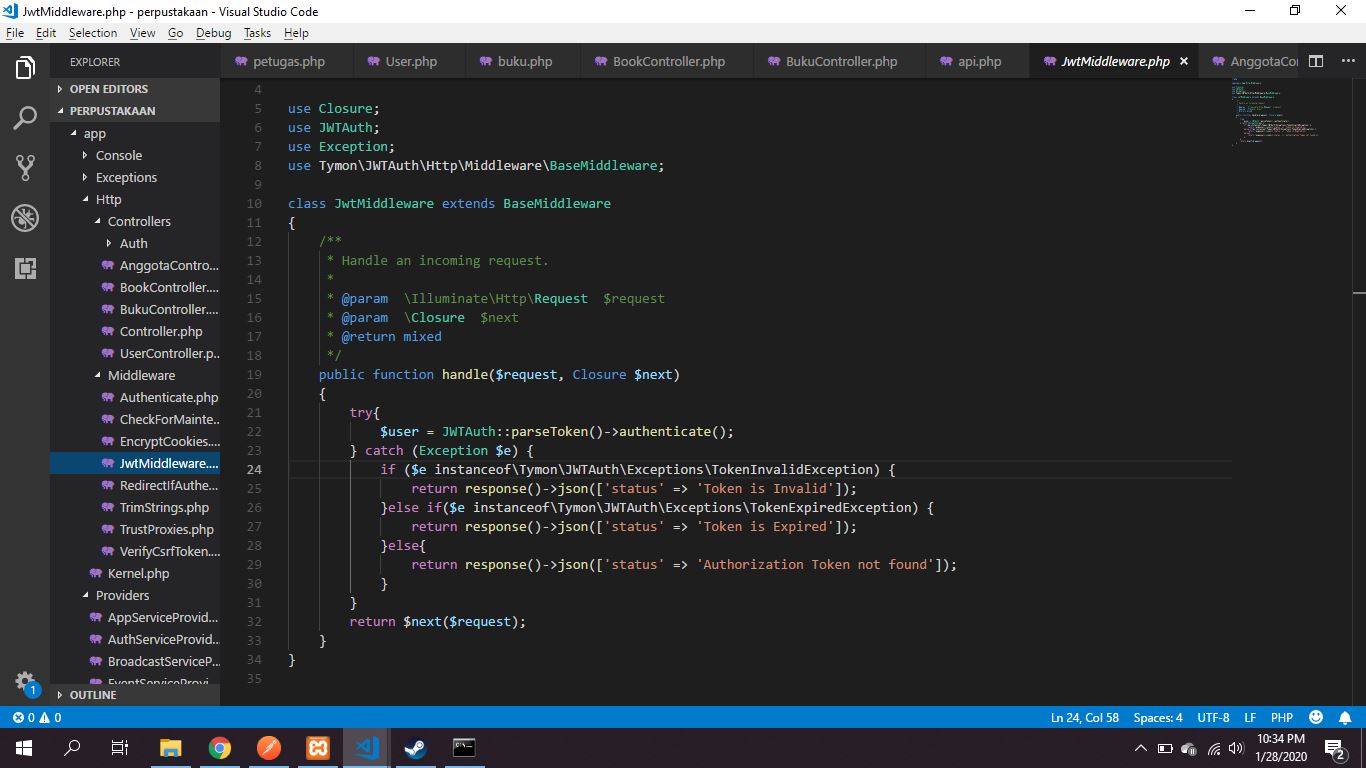 JwtMiddleware.php - perpustakaan - Visual Studio Code
File Edit Selection View Go Debug Tasks Help
EXPLORER
OPEN EDITORS
PERPUSTAKAAN
app
Console
Exceptions
Http
Controllers
Auth
AnggotaContro...
BookController....
BukuController....
Controller.php
UserController.p...
Middleware
Authenticate.php
CheckForMainte...
EncryptCookies....
JwtMiddleware....
RedirectIfAuthe...
TrimStrings.php
TrustProxies.php
VerifyCsrfToken....
Kernel.php
Providers
AppServiceProvid...
AuthServiceProvid...
BroadcastServiceP...
EventServiceProvi...
OUTLINE
petugas.php User.php buku.php BookController.php BukuController.php api.php JwtMiddleware.php AnggotaCo
4
5 use Closure;
6 use JWTAuth;
7 use Exception;
8 use Tymon\JWTAuth\Http\Middleware\BaseMiddleware;
9
10 class JwtMiddleware extends BaseMiddleware
11 {
12 /**
13 * Handle an incoming request.
14 *
15 * @param \Illuminate\Http\Request $request
16 * @param \Closure $next
17 * @return mixed
18 */
19 public function handle($request, Closure $next)
20 {
21 try{
22 $user = JWTAuth::parseToken()->authenticate();
23 } catch (Exception $e) {
24 if ($e instanceof\Tymon\JWTAuth\Exceptions\TokenInvalidException) {
25 return response()->json(['status' => 'Token is Invalid']);
26 }else if($e instanceof\Tymon\JWTAuth\Exceptions\TokenExpiredException) {
27 return response()->json(['status' => 'Token is Expired']);
28 }else{
29 return response()->json(['status' => 'Authorization Token not found']);
30 }
31 }
32 return $next($request);
33 }
34 }
35
1
0 0
Ln 24, Col 58 Spaces: 4 UTF-8 LF PHP
10:34 PM
1/28/2020
2